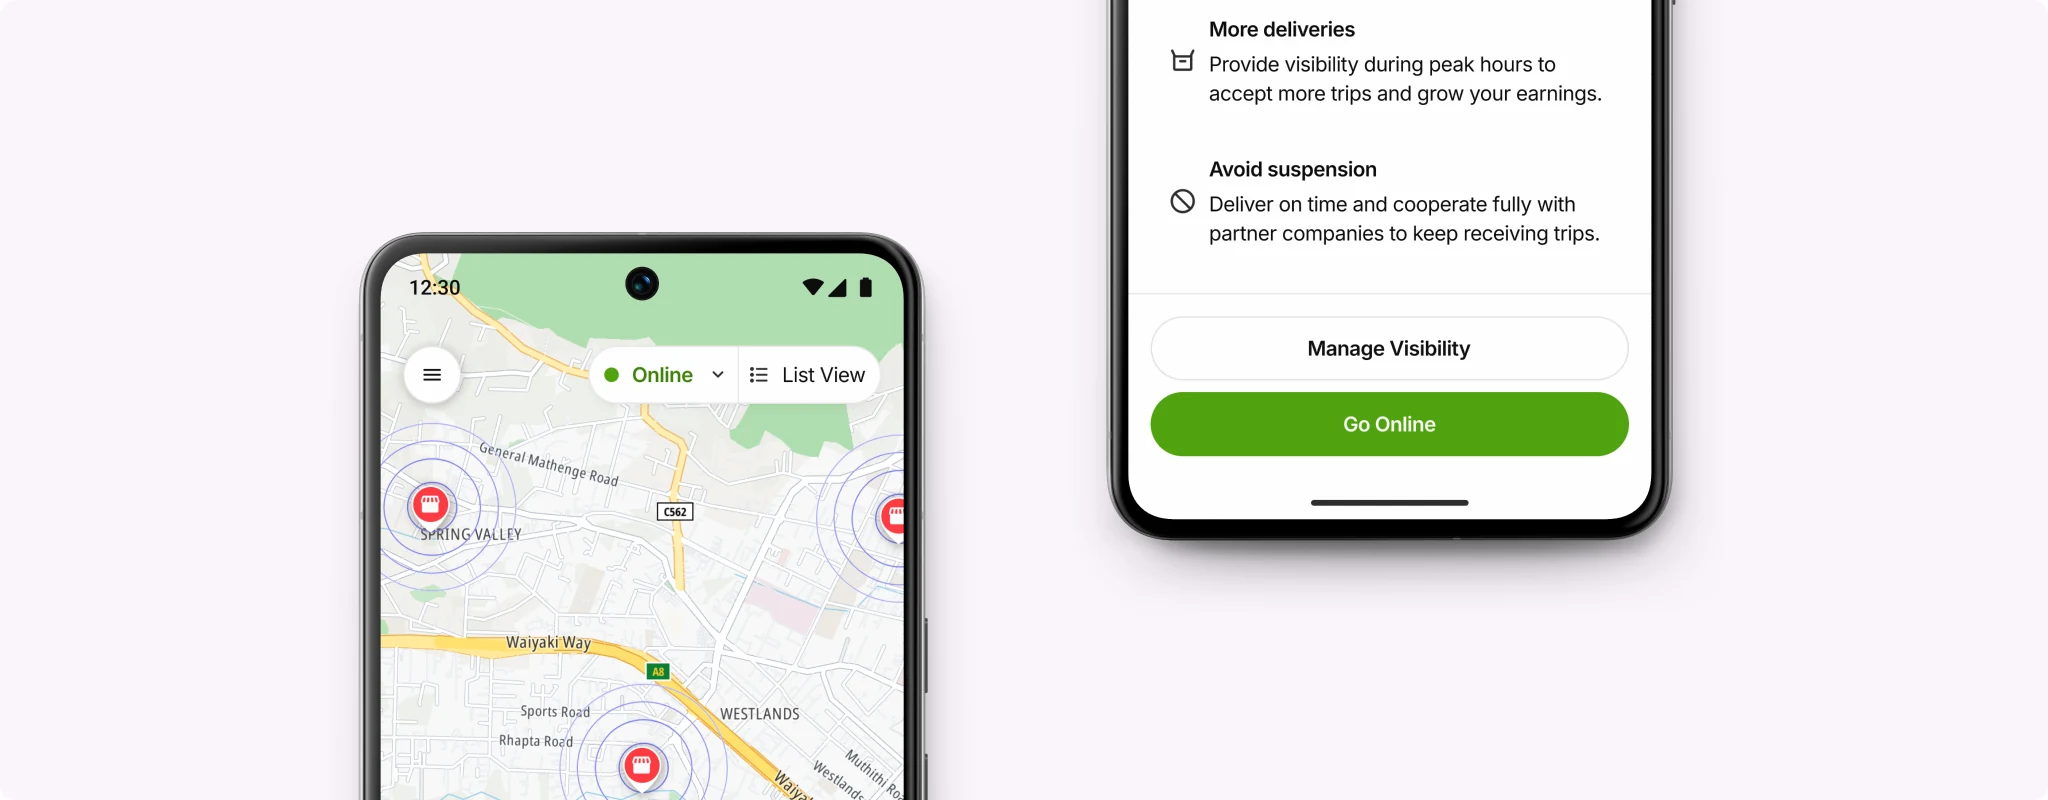 12:30
Online
List View
General Mathenge Road
C562
SPRING VALLEY
Waiyaki Way
A8
Sports Road
WESTLANDS
Rhapta Road
Muthithi
Westlands
More deliveries
Provide visibility during peak hours to
accept more trips and grow your earnings.
Avoid suspension
Deliver on time and cooperate fully with
partner companies to keep receiving trips.
Manage Visibility
Go Online